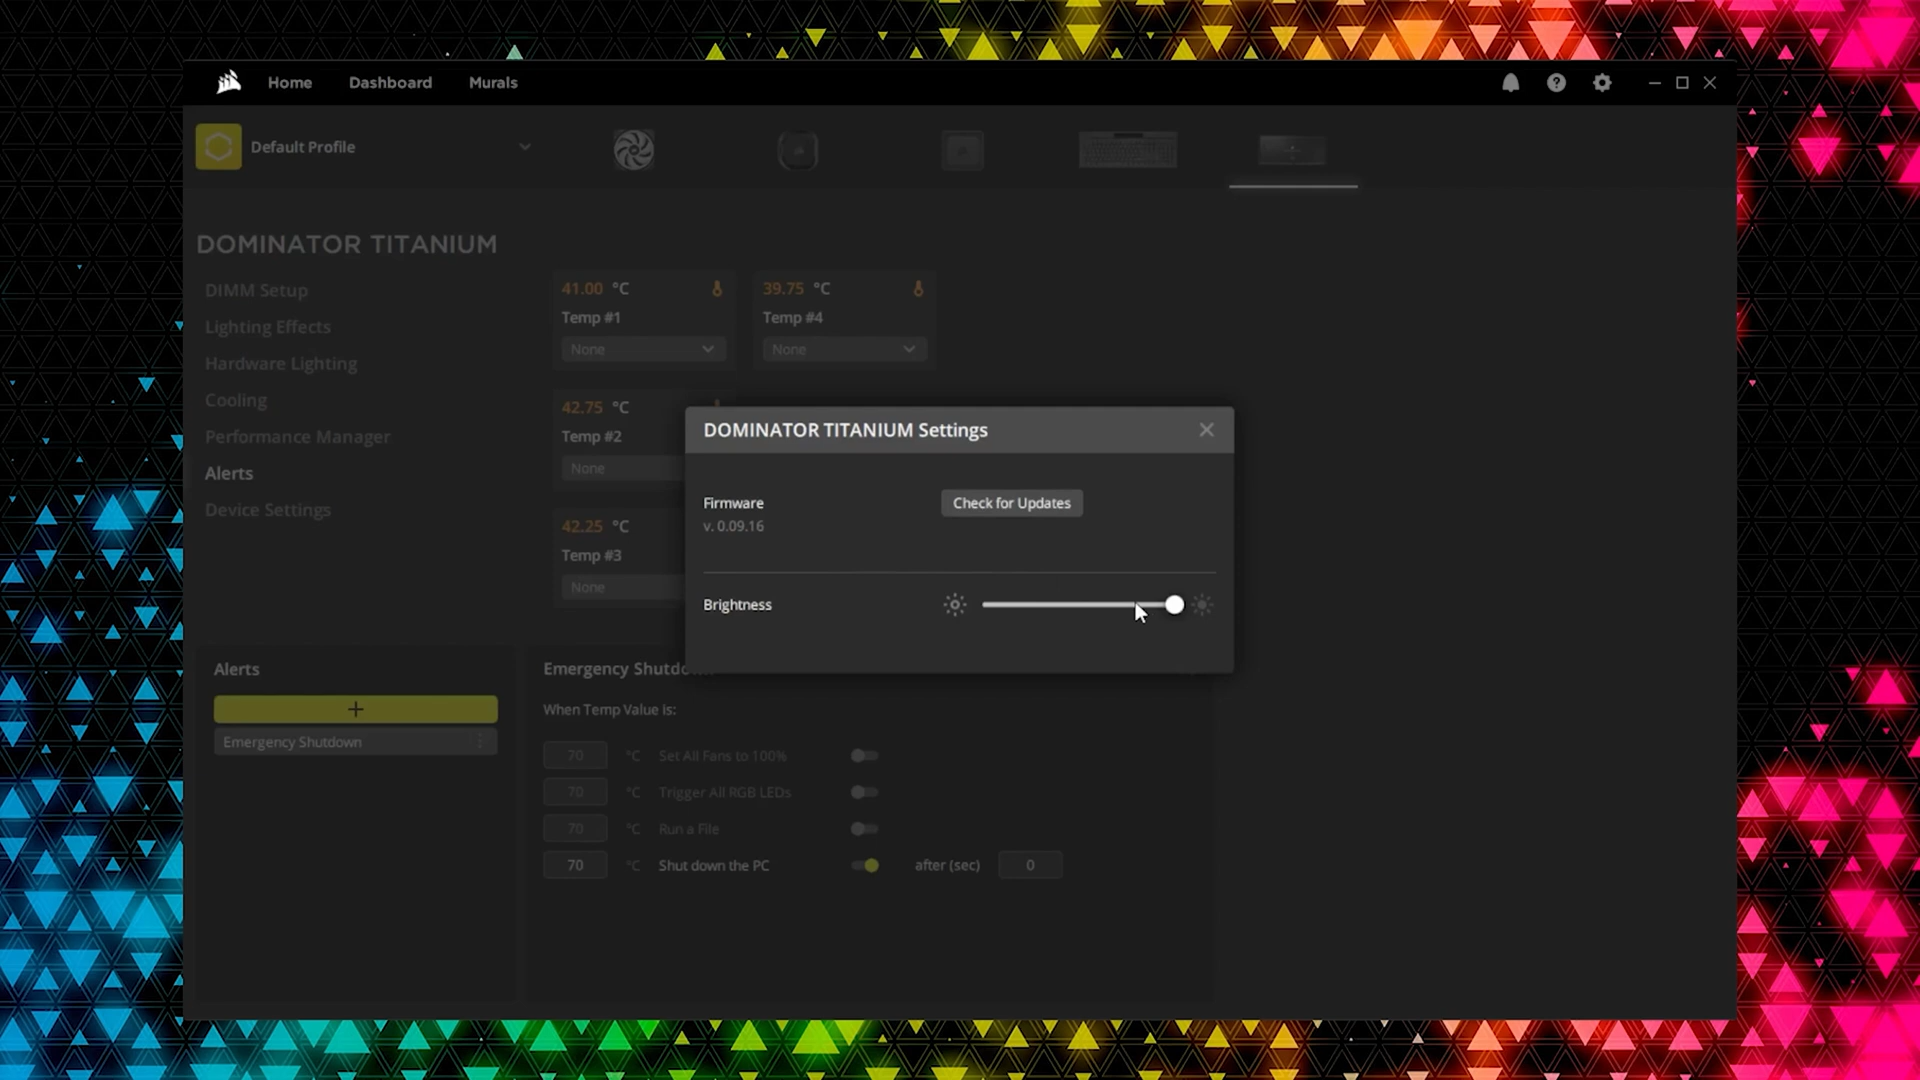 Home Dashboard Murals
Default Profile
DOMINATOR TITANIUM
DIMM Setup
Lighting Effects
Hardware Lighting
Cooling
Performance Manager
Alerts
Device Settings
41.00 °C
Temp #1
None
39.75 °C
Temp #4
None
42.75 °C
Temp #2
None
42.25 °C
Temp #3
None
DOMINATOR TITANIUM Settings
Firmware
v. 0.09.16
Check for Updates
Brightness
Alerts
+
Emergency Shutdown
Emergency Shutdo
When Temp Value is:
70 °C Set All Fans to 100%
70 °C Trigger All RGB LEDs
70 °C Run a File
70 °C Shut down the PC after (sec) 0